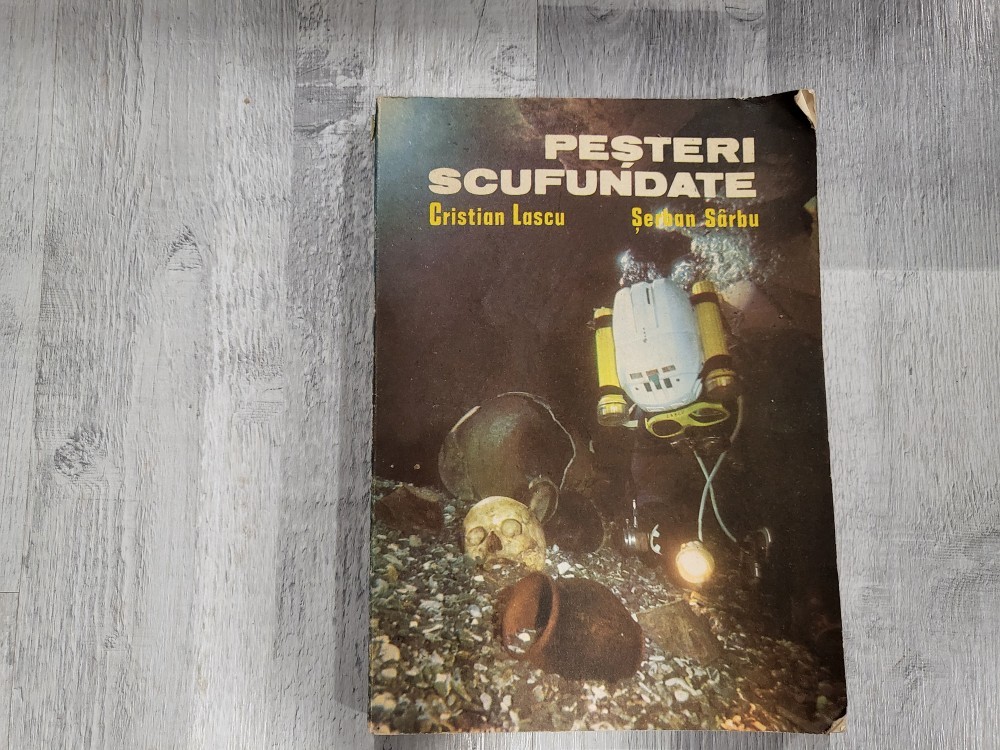 PEȘTERI
SCUFUNDATE
Cristian Lascu Șerban Sârbu